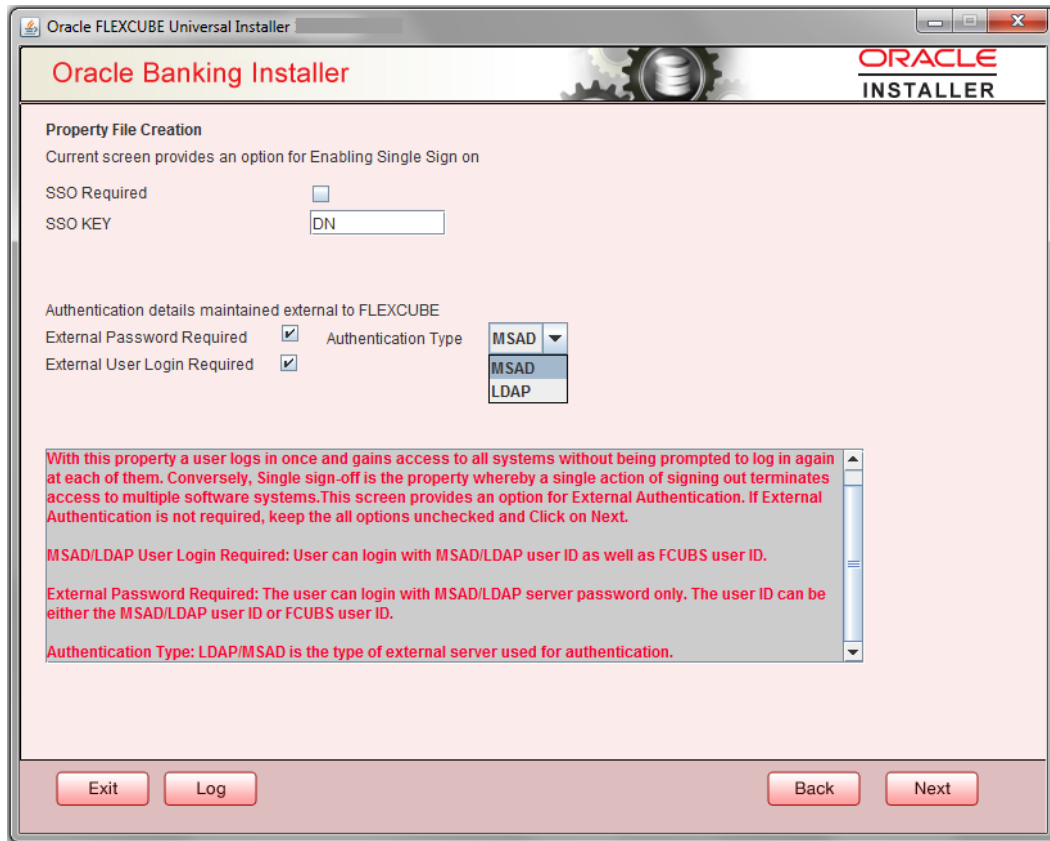 Oracle FLEXCUBE Universal Installer
Oracle Banking Installer
ORACLE
INSTALLER
Property File Creation
Current screen provides an option for Enabling Single Sign on
SSO Required
SSO KEY DN
Authentication details maintained external to FLEXCUBE
External Password Required Authentication Type MSAD
External User Login Required MSAD
LDAP
With this property a user logs in once and gains access to all systems without being prompted to log in again
at each of them. Conversely, Single sign-off is the property whereby a single action of signing out terminates
access to multiple software systems.This screen provides an option for External Authentication. If External
Authentication is not required, keep the all options unchecked and Click on Next.
MSAD/LDAP User Login Required: User can login with MSAD/LDAP user ID as well as FCUBS user ID.
External Password Required: The user can login with MSAD/LDAP server password only. The user ID can be
either the MSAD/LDAP user ID or FCUBS user ID.
Authentication Type: LDAP/MSAD is the type of external server used for authentication.
Exit Log Back Next